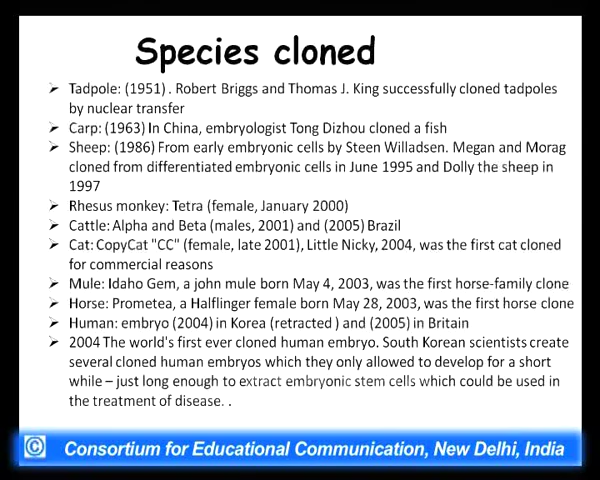 Species cloned
➢ Tadpole: (1951) . Robert Briggs and Thomas J. King successfully cloned tadpoles
by nuclear transfer
➢ Carp: (1963) In China, embryologist Tong Dizhou cloned a fish
➢ Sheep: (1986) From early embryonic cells by Steen Willadsen. Megan and Morag
cloned from differentiated embryonic cells in June 1995 and Dolly the sheep in
1997
➢ Rhesus monkey: Tetra (female, January 2000)
➢ Cattle: Alpha and Beta (males, 2001) and (2005) Brazil
➢ Cat: CopyCat "CC" (female, late 2001), Little Nicky, 2004, was the first cat cloned
for commercial reasons
➢ Mule: Idaho Gem, a john mule born May 4, 2003, was the first horse-family clone
➢ Horse: Prometea, a Halflinger female born May 28, 2003, was the first horse clone
➢ Human: embryo (2004) in Korea (retracted ) and (2005) in Britain
➢ 2004 The world's first ever cloned human embryo. South Korean scientists create
several cloned human embryos which they only allowed to develop for a short
while – just long enough to extract embryonic stem cells which could be used in
the treatment of disease. .
© Consortium for Educational Communication, New Delhi, India